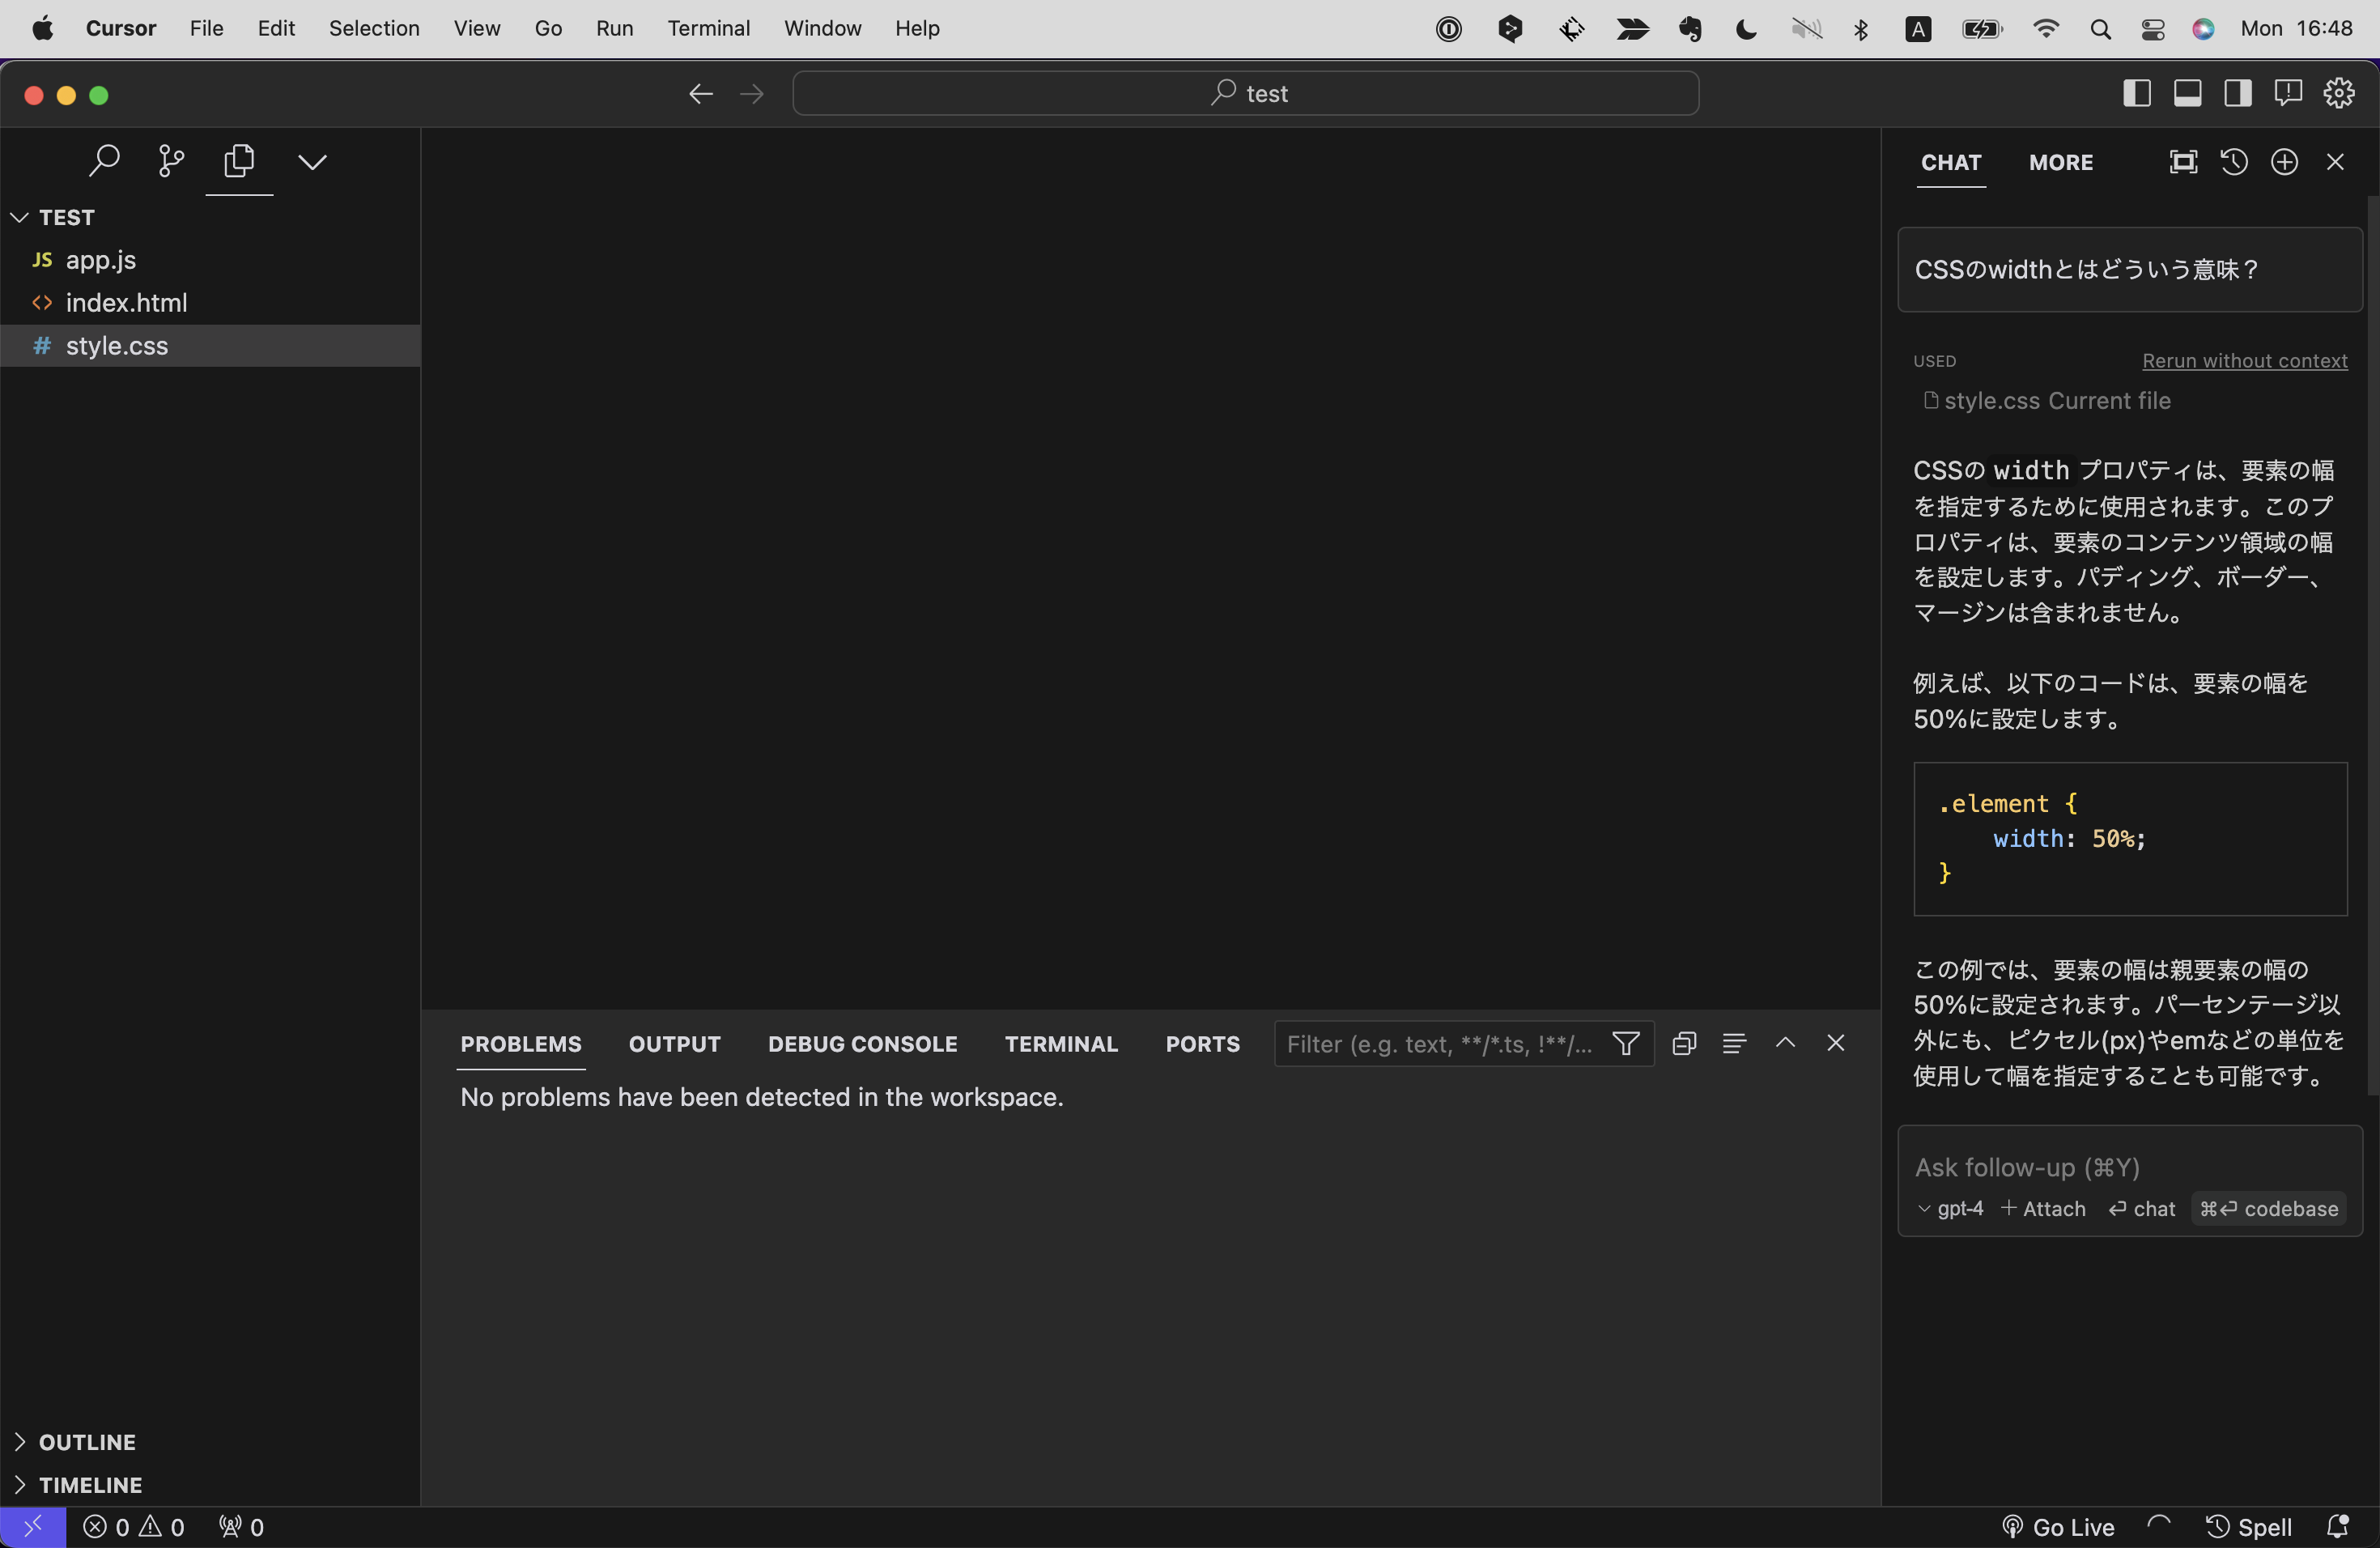 Cursor File Edit Selection View Go Run Terminal Window Help
A
Mon 16:48
test
TEST
JS app.js
<> index.html
# style.css
OUTLINE
TIMELINE
PROBLEMS OUTPUT DEBUG CONSOLE TERMINAL PORTS
Filter (e.g. text, **/*.ts, !**/...
No problems have been detected in the workspace.
CHAT MORE
CSSのwidthとはどういう意味？
USED Rerun without context
style.css Current file
CSSの width プロパティは、要素の幅
を指定するために使用されます。このプ
ロパティは、要素のコンテンツ領域の幅
を設定します。パディング、ボーダー、
マージンは含まれません。
例えば、以下のコードは、要素の幅を
50%に設定します。
.element {
    width: 50%;
}
この例では、要素の幅は親要素の幅の
50%に設定されます。パーセンテージ以
外にも、ピクセル(px)やemなどの単位を
使用して幅を指定することも可能です。
Ask follow-up (⌘Y)
gpt-4 + Attach ↩ chat ⌘↩ codebase
0 0 0
Go Live Spell